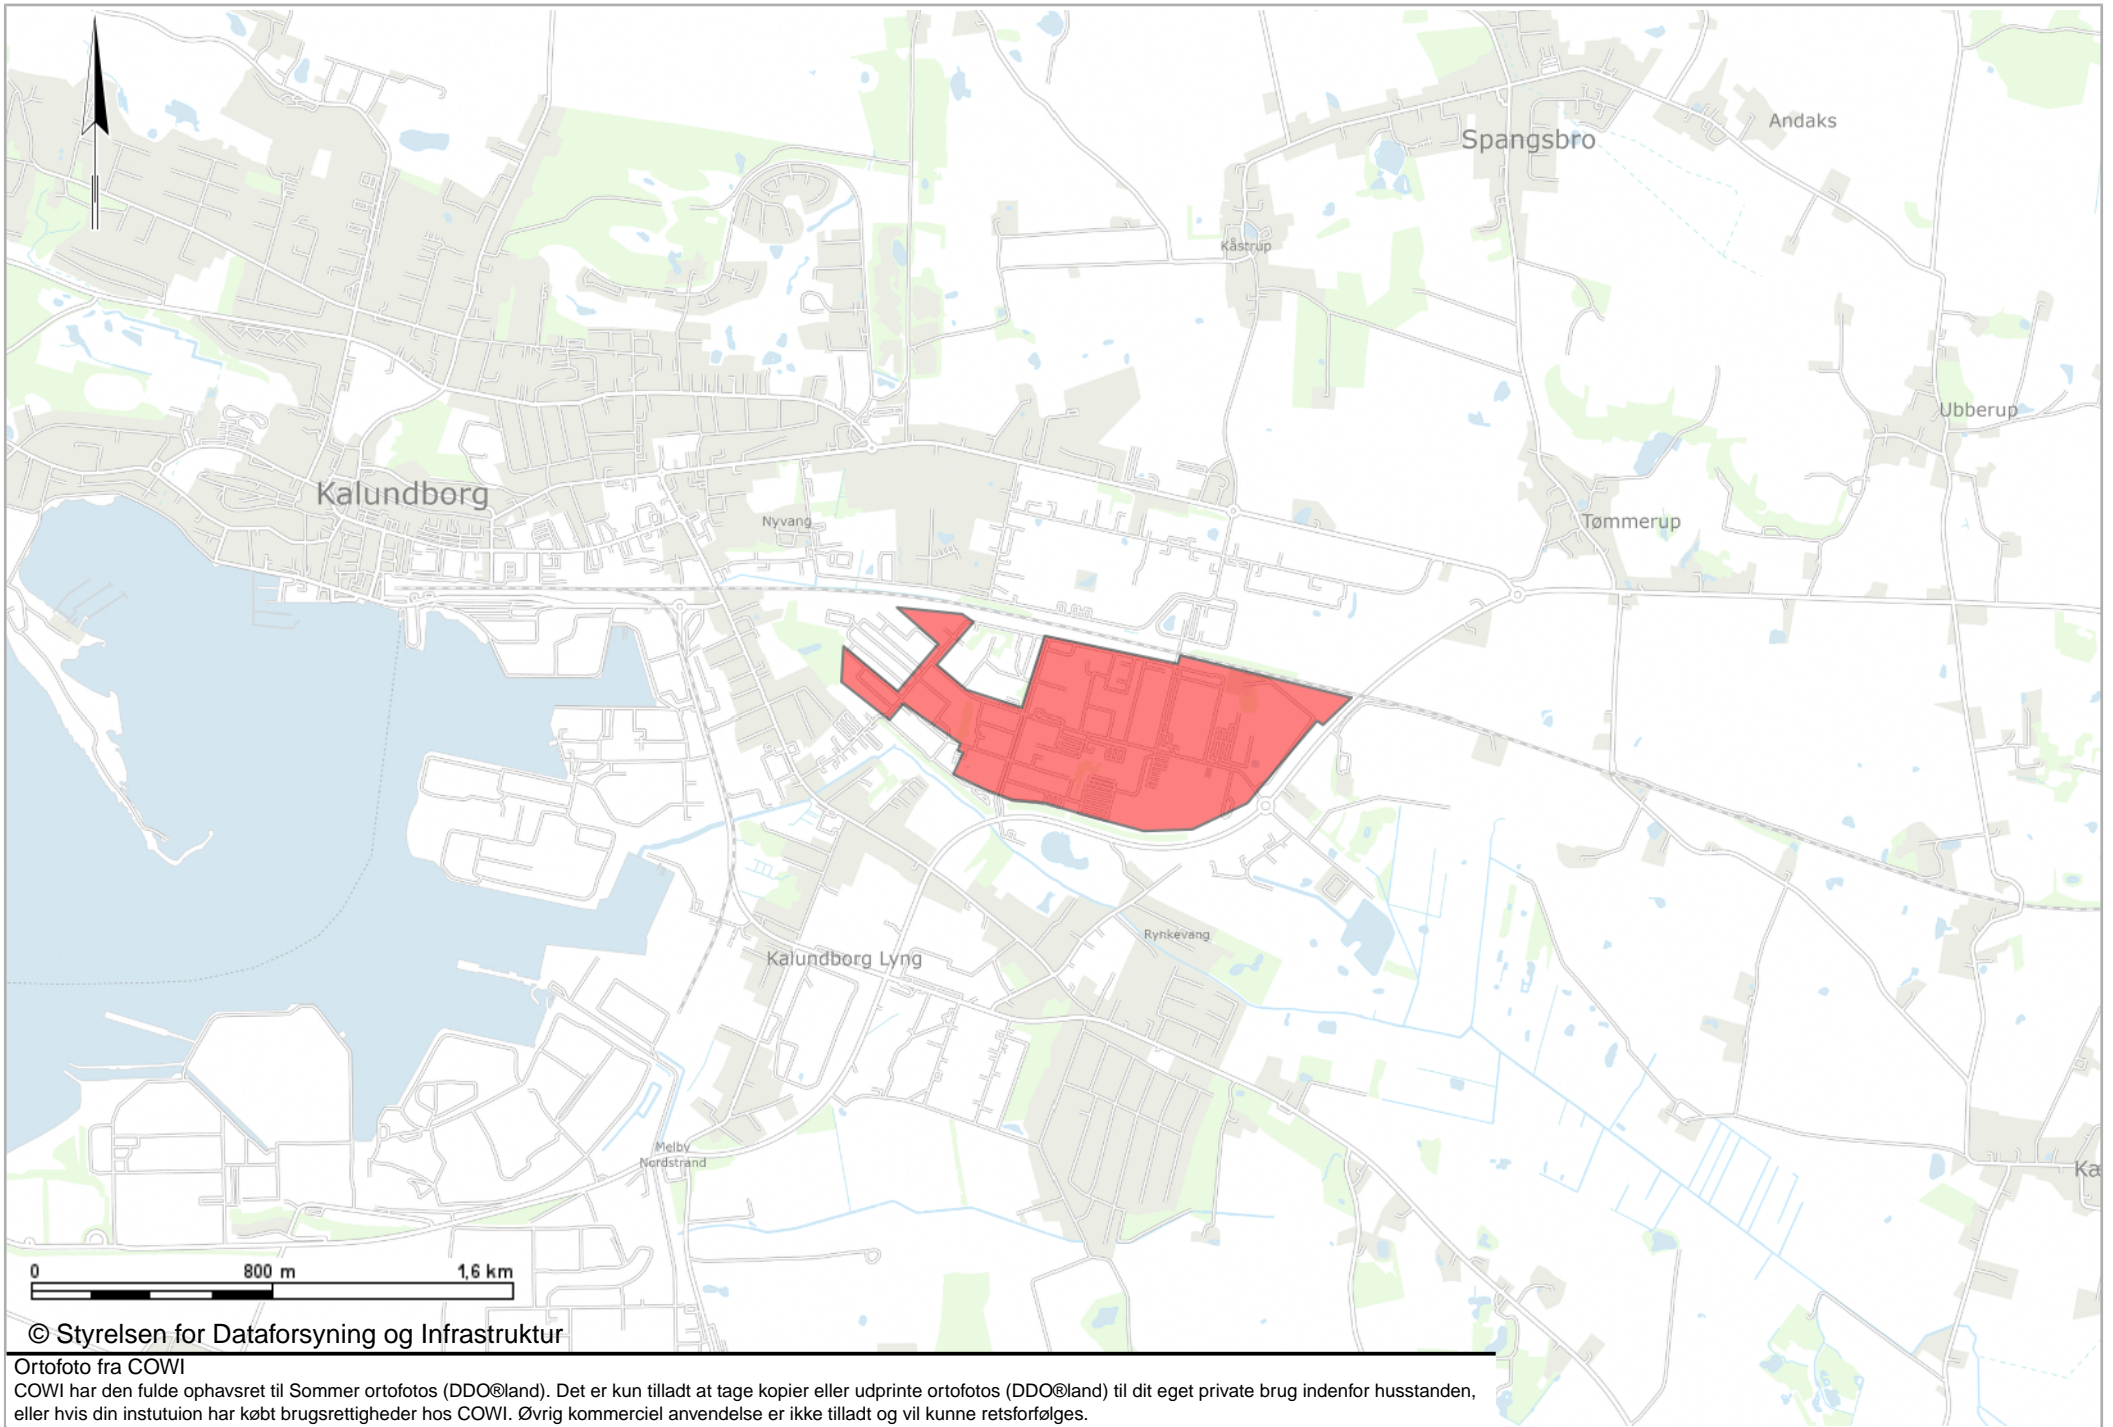 Andaks
Spangsbro
Kåstrup
Ubberup
Kalundborg
Nyvang
Tømmerup
Rynkevang
Kalundborg Lyng
Melby
Nordstrand
Kæ
0 800 m 1,6 km
© Styrelsen for Dataforsyning og Infrastruktur
Ortofoto fra COWI
COWI har den fulde ophavsret til Sommer ortofotos (DDO®land). Det er kun tilladt at tage kopier eller udprinte ortofotos (DDO®land) til dit eget private brug indenfor husstanden,
eller hvis din instutuion har købt brugsrettigheder hos COWI. Øvrig kommerciel anvendelse er ikke tilladt og vil kunne retsforfølges.